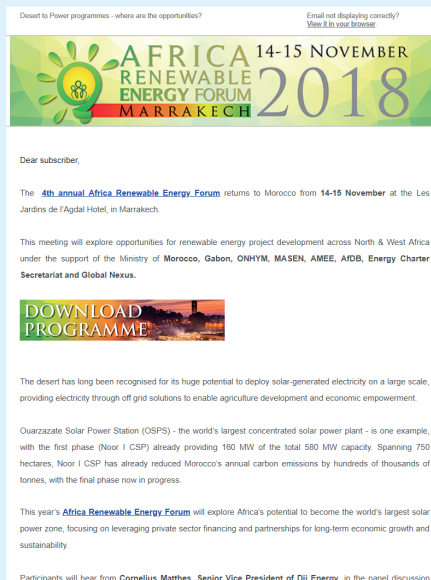 Desert to Power programmes - where are the opportunities?
Email not displaying correctly?
View it in your browser
AFRICA
RENEWABLE
ENERGY FORUM
MARRAKECH
14-15 NOVEMBER
2018
Dear subscriber,
The 4th annual Africa Renewable Energy Forum returns to Morocco from 14-15 November at the Les
Jardins de l'Agdal Hotel, in Marrakech.
This meeting will explore opportunities for renewable energy project development across North & West Africa
under the support of the Ministry of Morocco, Gabon, ONHYM, MASEN, AMEE, AfDB, Energy Charter
Secretariat and Global Nexus.
DOWNLOAD
PROGRAMME
The desert has long been recognised for its huge potential to deploy solar-generated electricity on a large scale,
providing electricity through off grid solutions to enable agriculture development and economic empowerment.
Ouarzazate Solar Power Station (OSPS) - the world's largest concentrated solar power plant - is one example,
with the first phase (Noor I CSP) already providing 160 MW of the total 580 MW capacity. Spanning 750
hectares, Noor I CSP has already reduced Morocco's annual carbon emissions by hundreds of thousands of
tonnes, with the final phase now in progress.
This year's Africa Renewable Energy Forum will explore Africa's potential to become the world's largest solar
power zone, focusing on leveraging private sector financing and partnerships for long-term economic growth and
sustainability.
Participants will hear from Cornelius Matthes, Senior Vice President of Dii Energy, in the panel discussion